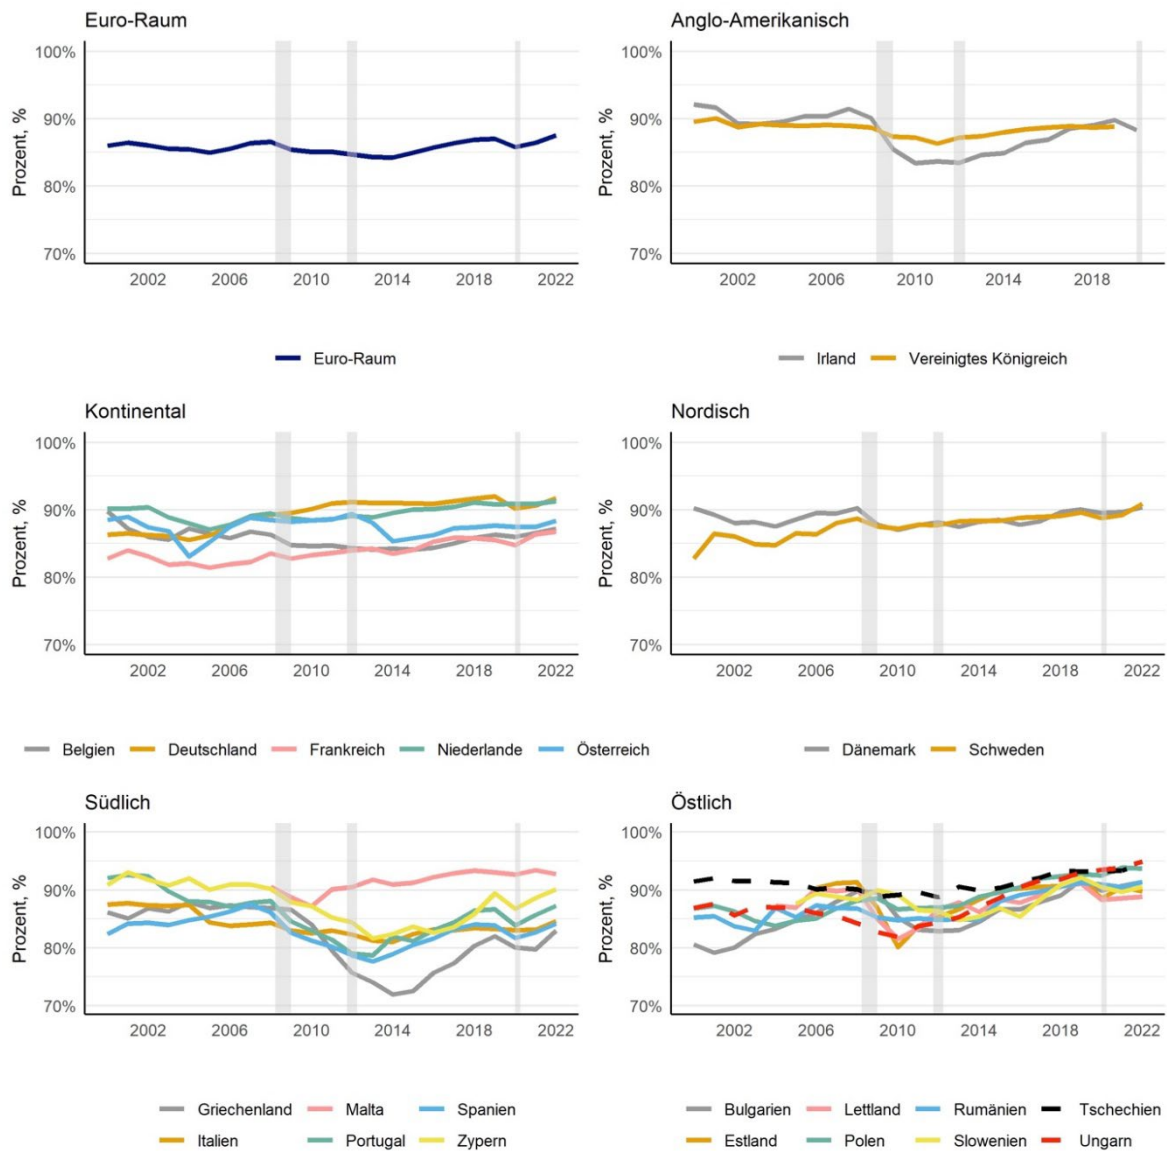 Euro-Raum
Prozent, %
100%
90%
80%
70%
2002 2006 2010 2014 2018 2022
Euro-Raum
Anglo-Amerikanisch
Prozent, %
100%
90%
80%
70%
2002 2006 2010 2014 2018
Irland Vereinigtes Königreich
Kontinental
Prozent, %
100%
90%
80%
70%
2002 2006 2010 2014 2018 2022
Belgien Deutschland Frankreich Niederlande Österreich
Nordisch
Prozent, %
100%
90%
80%
70%
2002 2006 2010 2014 2018 2022
Dänemark Schweden
Südlich
Prozent, %
100%
90%
80%
70%
2002 2006 2010 2014 2018 2022
Griechenland Malta Spanien
Italien Portugal Zypern
Östlich
Prozent, %
100%
90%
80%
70%
2002 2006 2010 2014 2018 2022
Bulgarien Lettland Rumänien Tschechien
Estland Polen Slowenien Ungarn